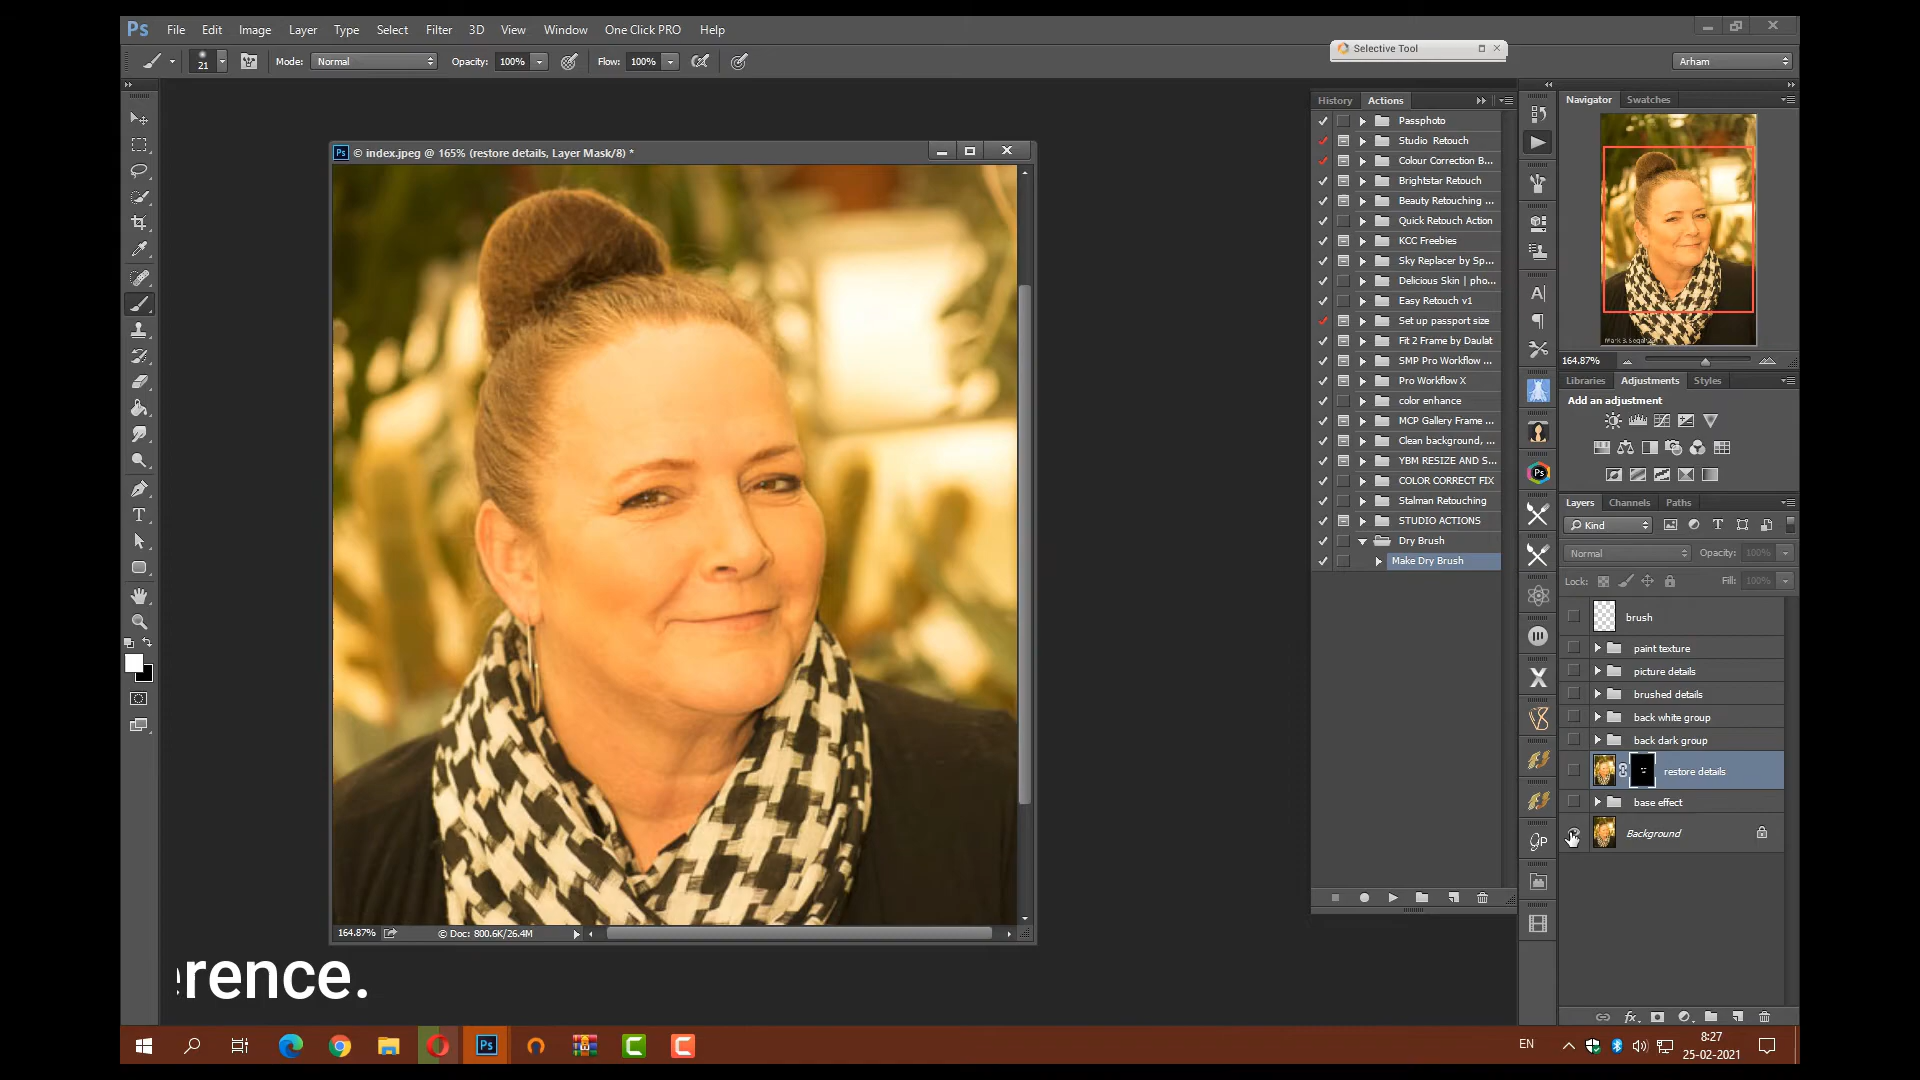 Ps File Edit Image Layer Type Select Filter 3D View Window One Click PRO Help
21 Mode: Normal Opacity: 100% Flow: 100%
Selective Tool
Arham
© index.jpeg @ 165% (restore details, Layer Mask/8) *
History Actions
Passphoto
Studio Retouch
Colour Correction B...
Brightstar Retouch
Beauty Retouching ...
Quick Retouch Action
KCC Freebies
Sky Replacer by Sp...
Delicious Skin | pho...
Easy Retouch v1
Set up passport size
Fit 2 Frame by Daulat
SMP Pro Workflow ...
Pro Workflow X
color enhance
MCP Gallery Frame ...
Clean background, ...
YBM RESIZE AND S...
COLOR CORRECT FIX
Stalman Retouching
STUDIO ACTIONS
Dry Brush
Make Dry Brush
Navigator Swatches
164.87%
Libraries Adjustments Styles
Add an adjustment
Layers Channels Paths
Kind
Normal Opacity: 100%
Lock: Fill: 100%
brush
paint texture
picture details
brushed details
back white group
back dark group
restore details
base effect
Background
fx
164.87% © Doc: 800.6K/26.4M
erence.
EN
8:27
25-02-2021